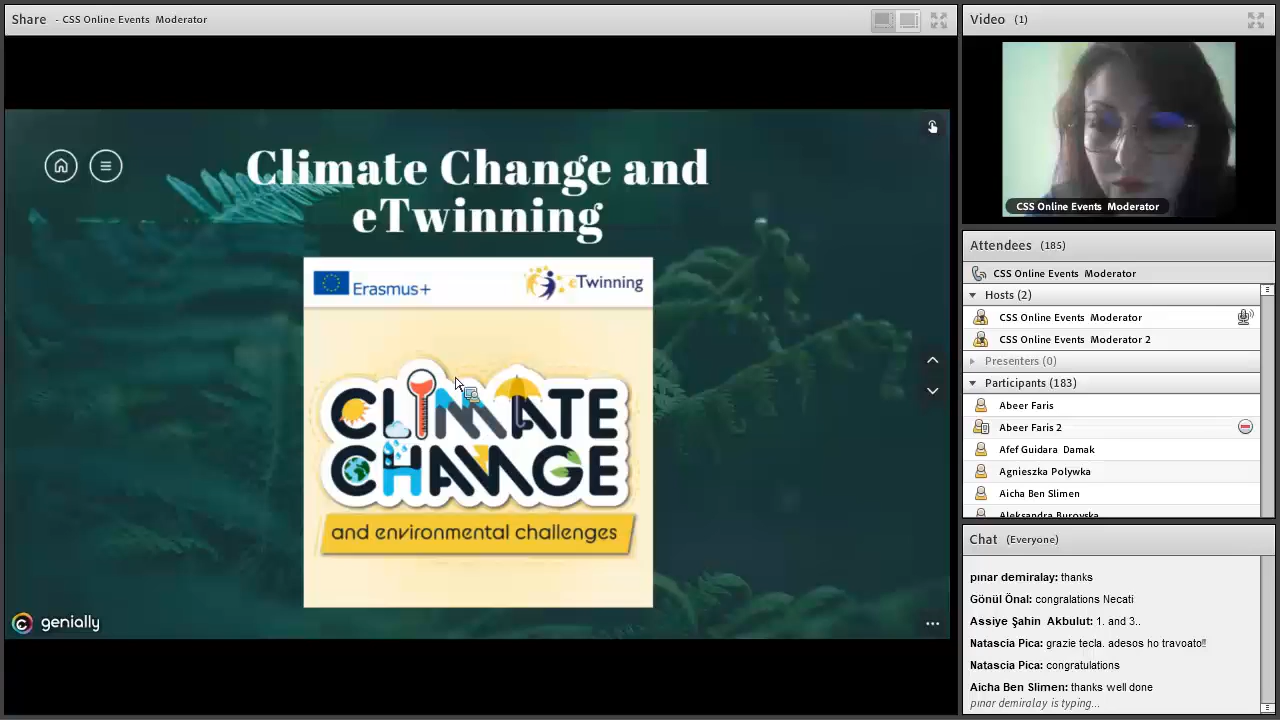 Share - CSS Online Events Moderator
Climate Change and
eTwinning
Erasmus+
eTwinning
CLIMATE
CHANGE
and environmental challenges
genially
Video (1)
CSS Online Events Moderator
Attendees (185)
CSS Online Events Moderator
Hosts (2)
CSS Online Events Moderator
CSS Online Events Moderator 2
Presenters (0)
Participants (183)
Abeer Faris
Abeer Faris 2
Afef Guidara Damak
Agnieszka Polywka
Aicha Ben Slimen
Aleksandra Burovska
Chat (Everyone)
pınar demiralay: thanks
Gönül Önal: congralations Necati
Assiye Şahin Akbulut: 1. and 3..
Natascia Pica: grazie tecla. adesos ho travoato!!
Natascia Pica: congratulations
Aicha Ben Slimen: thanks well done
pınar demiralay is typing...